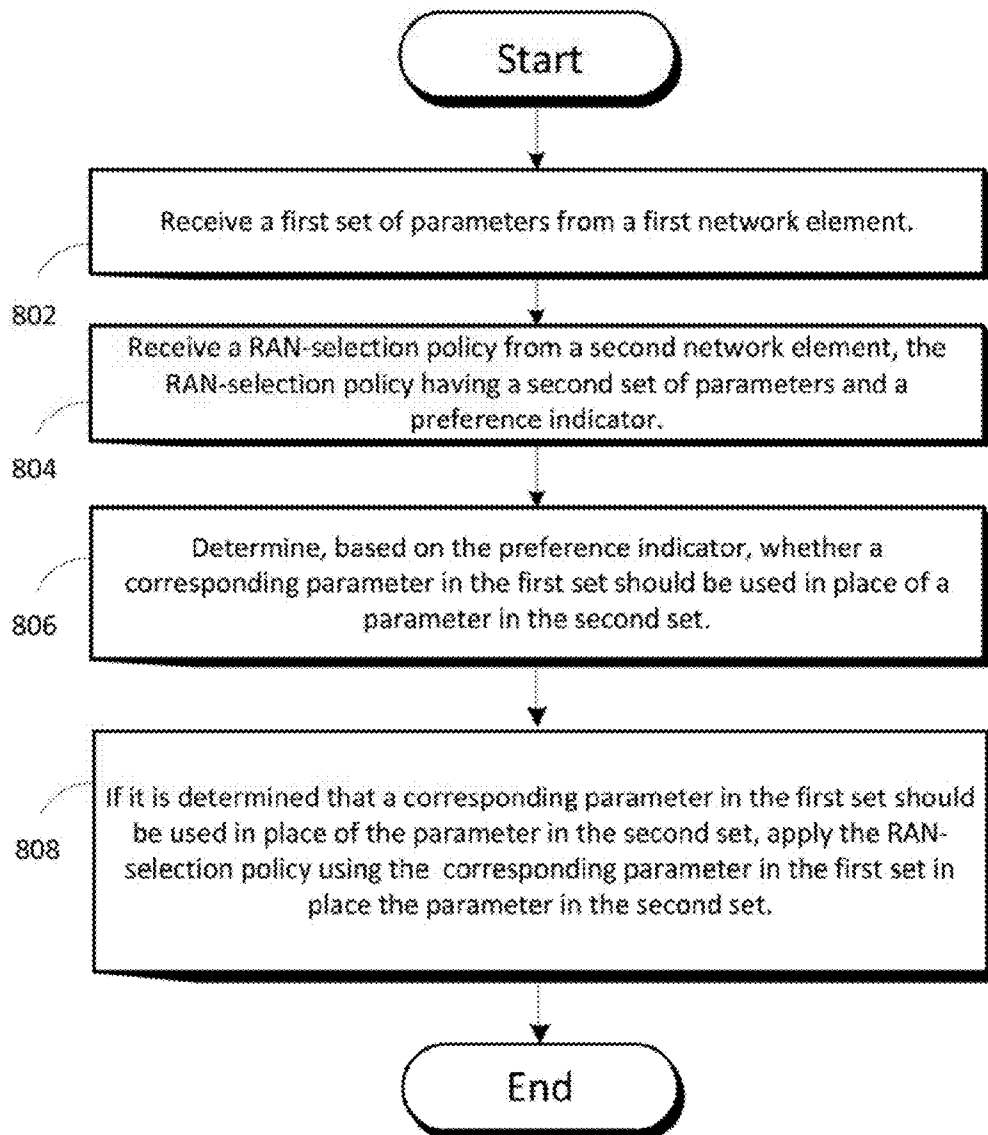 Start
Receive a first set of parameters from a first network element.
802
Receive a RAN-selection policy from a second network element, the
RAN-selection policy having a second set of parameters and a
preference indicator.
804
Determine, based on the preference indicator, whether a
corresponding parameter in the first set should be used in place of a
parameter in the second set.
806
If it is determined that a corresponding parameter in the first set should
be used in place of the parameter in the second set, apply the RAN-
selection policy using the corresponding parameter in the first set in
place the parameter in the second set.
808
End